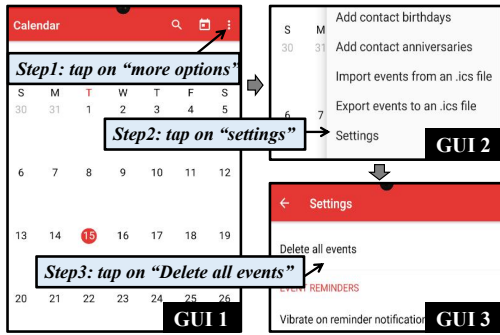 Calendar
Step1: tap on “more options”
S M T W T F S
30 31 1 2 3 4 5
Step2: tap on “settings”
6 7 8 9 10 11 12
13 14 15 16 17 18 19
Step3: tap on “Delete all events”
20 21 22 23 24 25 26
GUI 1
S M
30 31
6 7
Add contact birthdays
Add contact anniversaries
Import events from an .ics file
Export events to an .ics file
Settings
GUI 2
Settings
Delete all events
EVENT REMINDERS
Vibrate on reminder notification
GUI 3